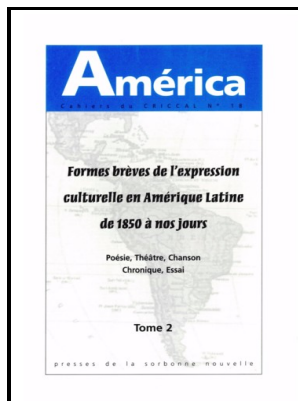 América
Cahiers du CRICCAL N° 18
Formes brèves de l'expression
culturelle en Amérique Latine
de 1850 à nos jours
Poésie, Théâtre, Chanson
Chronique, Essai
Tome 2
presses de la sorbonne nouvelle